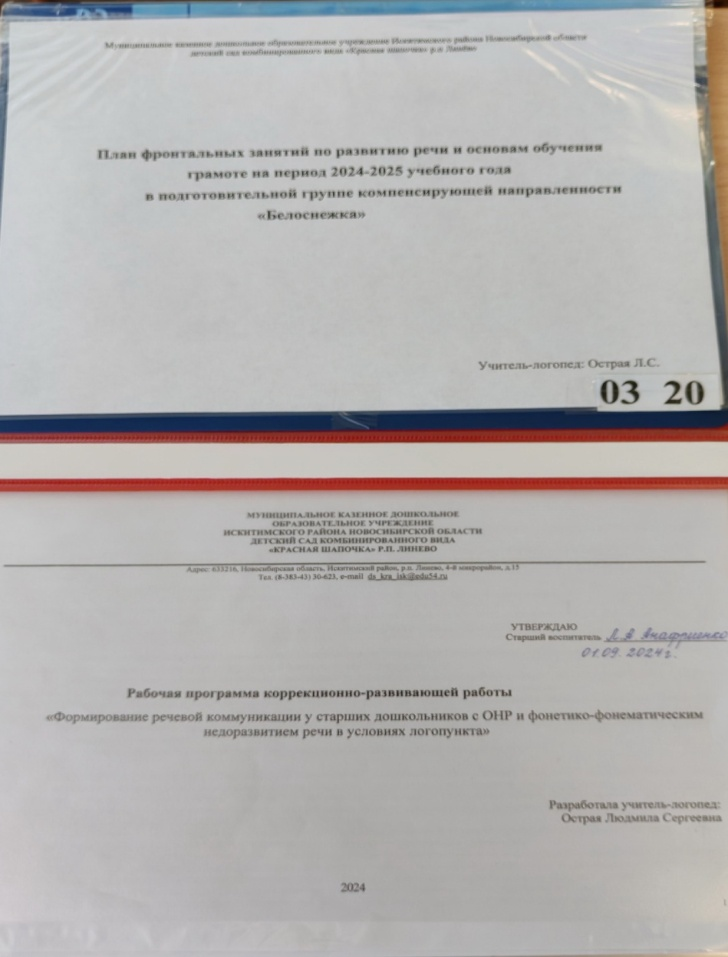 Муниципальное казенное дошкольное образовательное учреждение Искитимского района Новосибирской области
детский сад комбинированного вида «Красная шапочка» р.п. Линево
План фронтальных занятий по развитию речи и основам обучения
грамоте на период 2024-2025 учебного года
в подготовительной группе компенсирующей направленности
«Белоснежка»
Учитель-логопед: Острая Л.С.
03 20
МУНИЦИПАЛЬНОЕ КАЗЕННОЕ ДОШКОЛЬНОЕ
ОБРАЗОВАТЕЛЬНОЕ УЧРЕЖДЕНИЕ
ИСКИТИМСКОГО РАЙОНА НОВОСИБИРСКОЙ ОБЛАСТИ
ДЕТСКИЙ САД КОМБИНИРОВАННОГО ВИДА
«КРАСНАЯ ШАПОЧКА» Р.П. ЛИНЕВО
Адрес: 633216, Новосибирская область, Искитимский район, р.п. Линево, 4-й микрорайон, д.15
Тел. (8-383-43) 30-623, e-mail ds_kra_isk@edu54.ru
УТВЕРЖДАЮ
Старший воспитатель Л.В Анафриенко
01.09. 2024г.
Рабочая программа коррекционно-развивающей работы
«Формирование речевой коммуникации у старших дошкольников с ОНР и фонетико-фонематическим
недоразвитием речи в условиях логопункта»
Разработала учитель-логопед:
Острая Людмила Сергеевна
2024
1